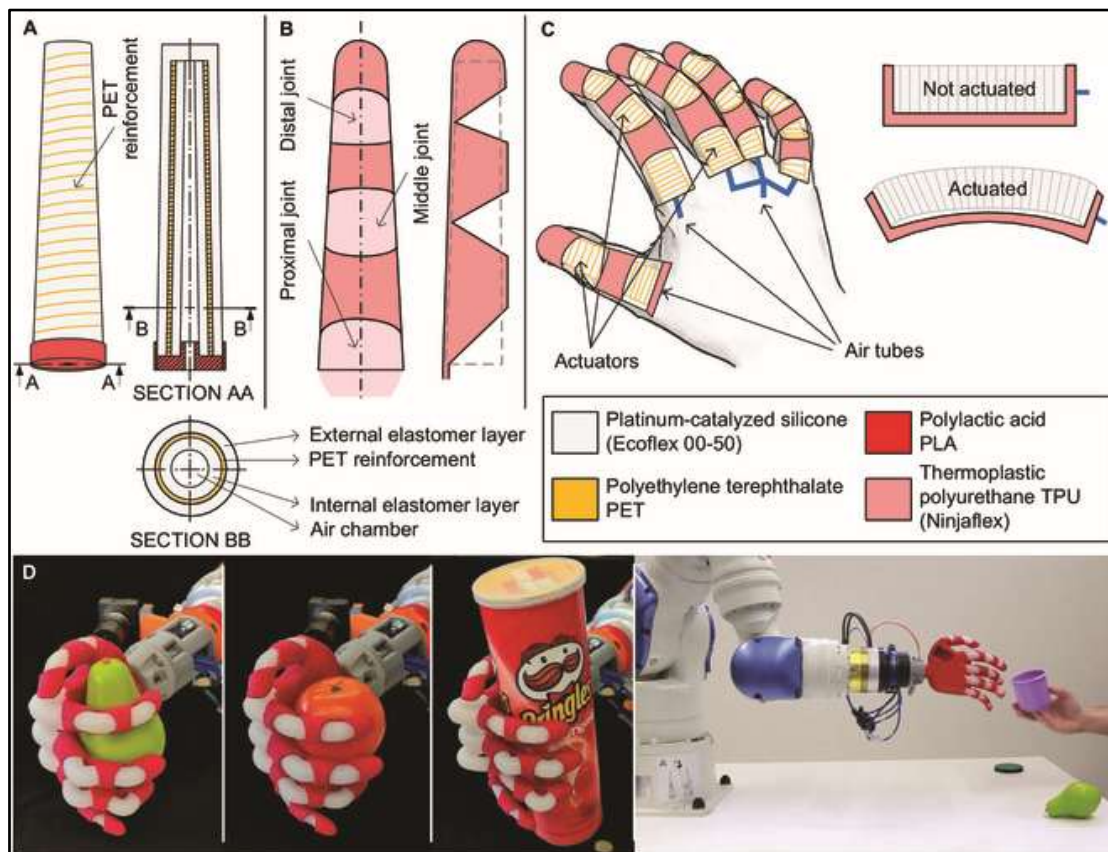 A
PET
reinforcement
B
B
A
A
SECTION AA
External elastomer layer
PET reinforcement
Internal elastomer layer
Air chamber
SECTION BB
B
Distal joint
Middle joint
Proximal joint
C
Not actuated
Actuated
Actuators
Air tubes
Platinum-catalyzed silicone
(Ecoflex 00-50)
Polylactic acid
PLA
Polyethylene terephthalate
PET
Thermoplastic
polyurethane TPU
(Ninjaflex)
D
Pringles